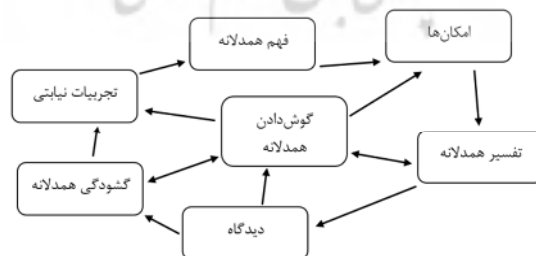 فهم همدلانه
امکان‌ها
تجربیات نیابتی
گوش‌دادن
همدلانه
تفسیر همدلانه
گشودگی همدلانه
دیدگاه